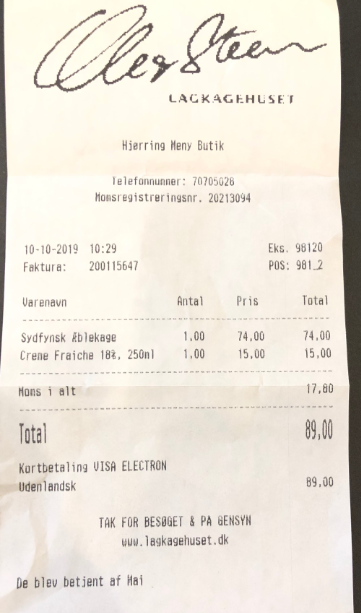 Ole & Steen
LAGKAGEHUSET
Hjørring Meny Butik
Telefonnunner: 70705028
Momsregistreringsnr. 20213094
10-10-2019 10:29 Eks. 98120
Faktura: 200115647 POS: 981_2
Varenavn Antal Pris Total
Sydfynsk Æblekage 1,00 74,00 74,00
Creme Fraiche 18%, 250ml 1,00 15,00 15,00
Moms i alt 17,80
Total 89,00
Kortbetaling VISA ELECTRON
Udenlandsk 89,00
TAK FOR BESØGET & PÅ GENSYN
www.lagkagehuset.dk
De blev betjent af Mai